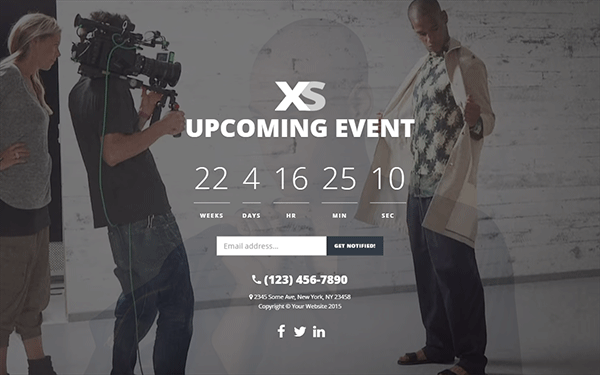 XS
UPCOMING EVENT
22 4 16 25 10
WEEKS DAYS HR MIN SEC
Email address... GET NOTIFIED!
(123) 456-7890
2345 Some Ave, New York, NY 23458
Copyright © Your Website 2015